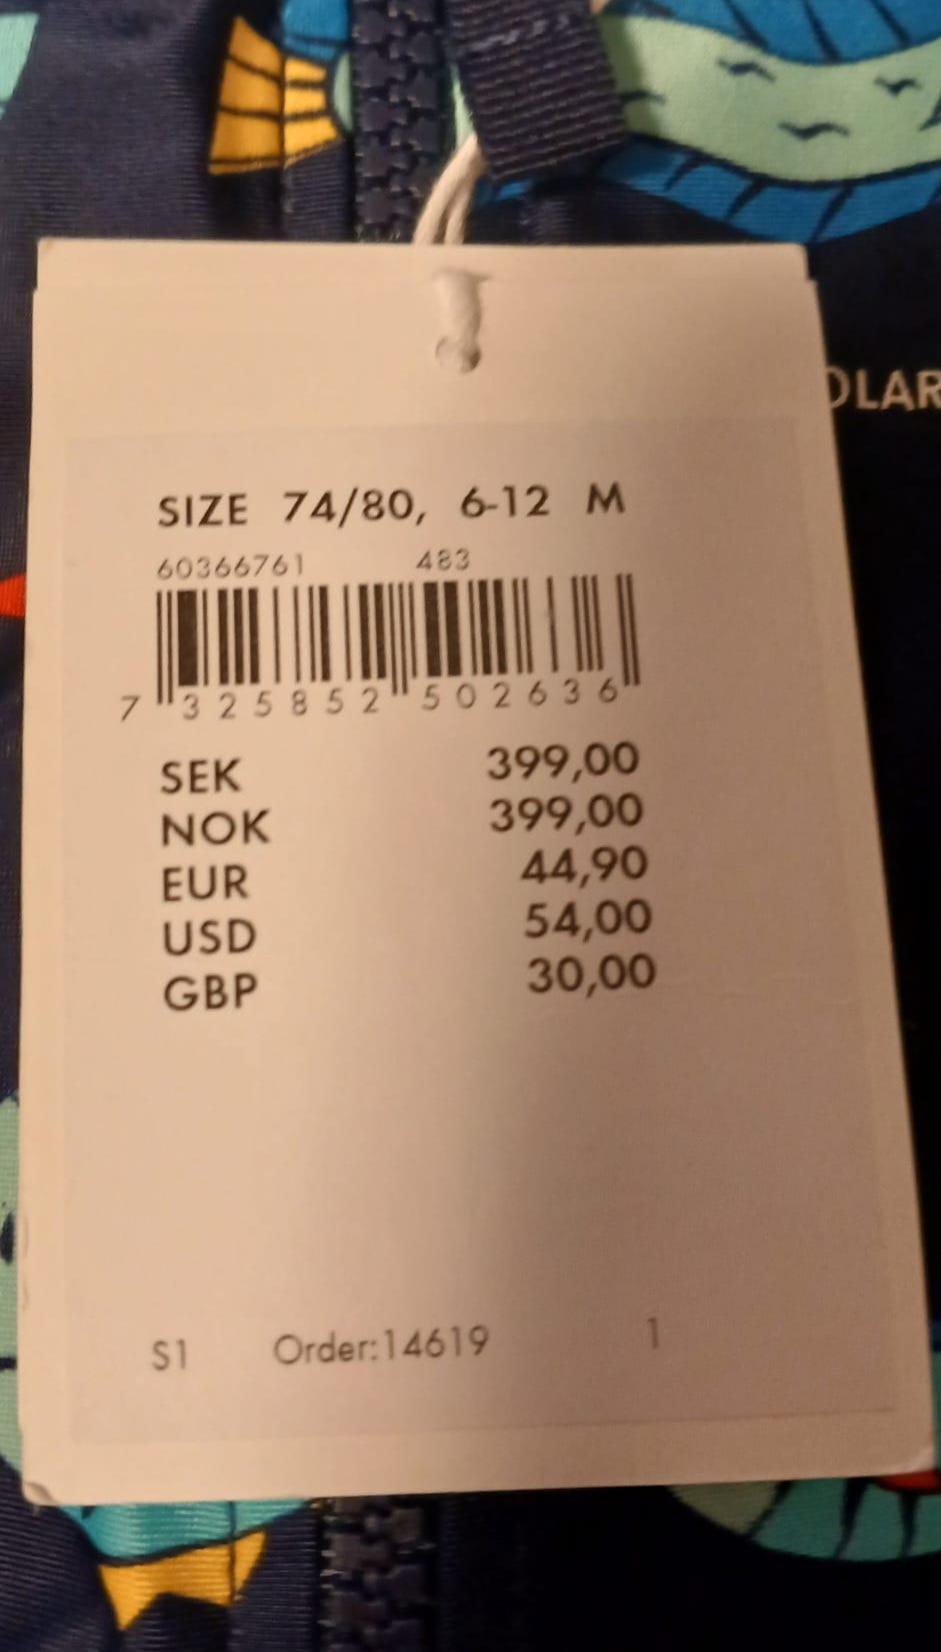 OLAR
SIZE 74/80, 6-12 M
60366761 483
7 325852 502636
SEK 399,00
NOK 399,00
EUR 44,90
USD 54,00
GBP 30,00
S1 Order:14619 1